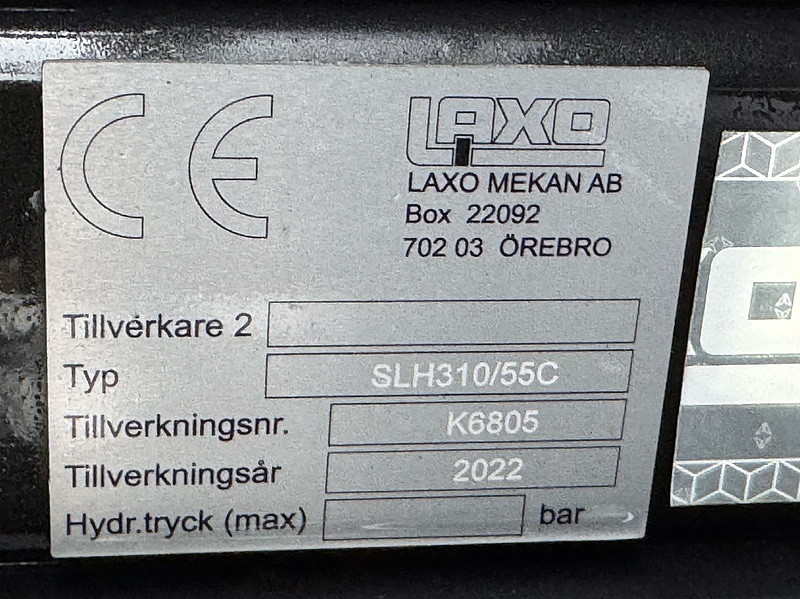 CE
LAXO
LAXO MEKAN AB
Box 22092
702 03 ÖREBRO
Tillverkare 2
Typ SLH310/55C
Tillverkningsnr. K6805
Tillverkningsår 2022
Hydr.tryck (max) bar